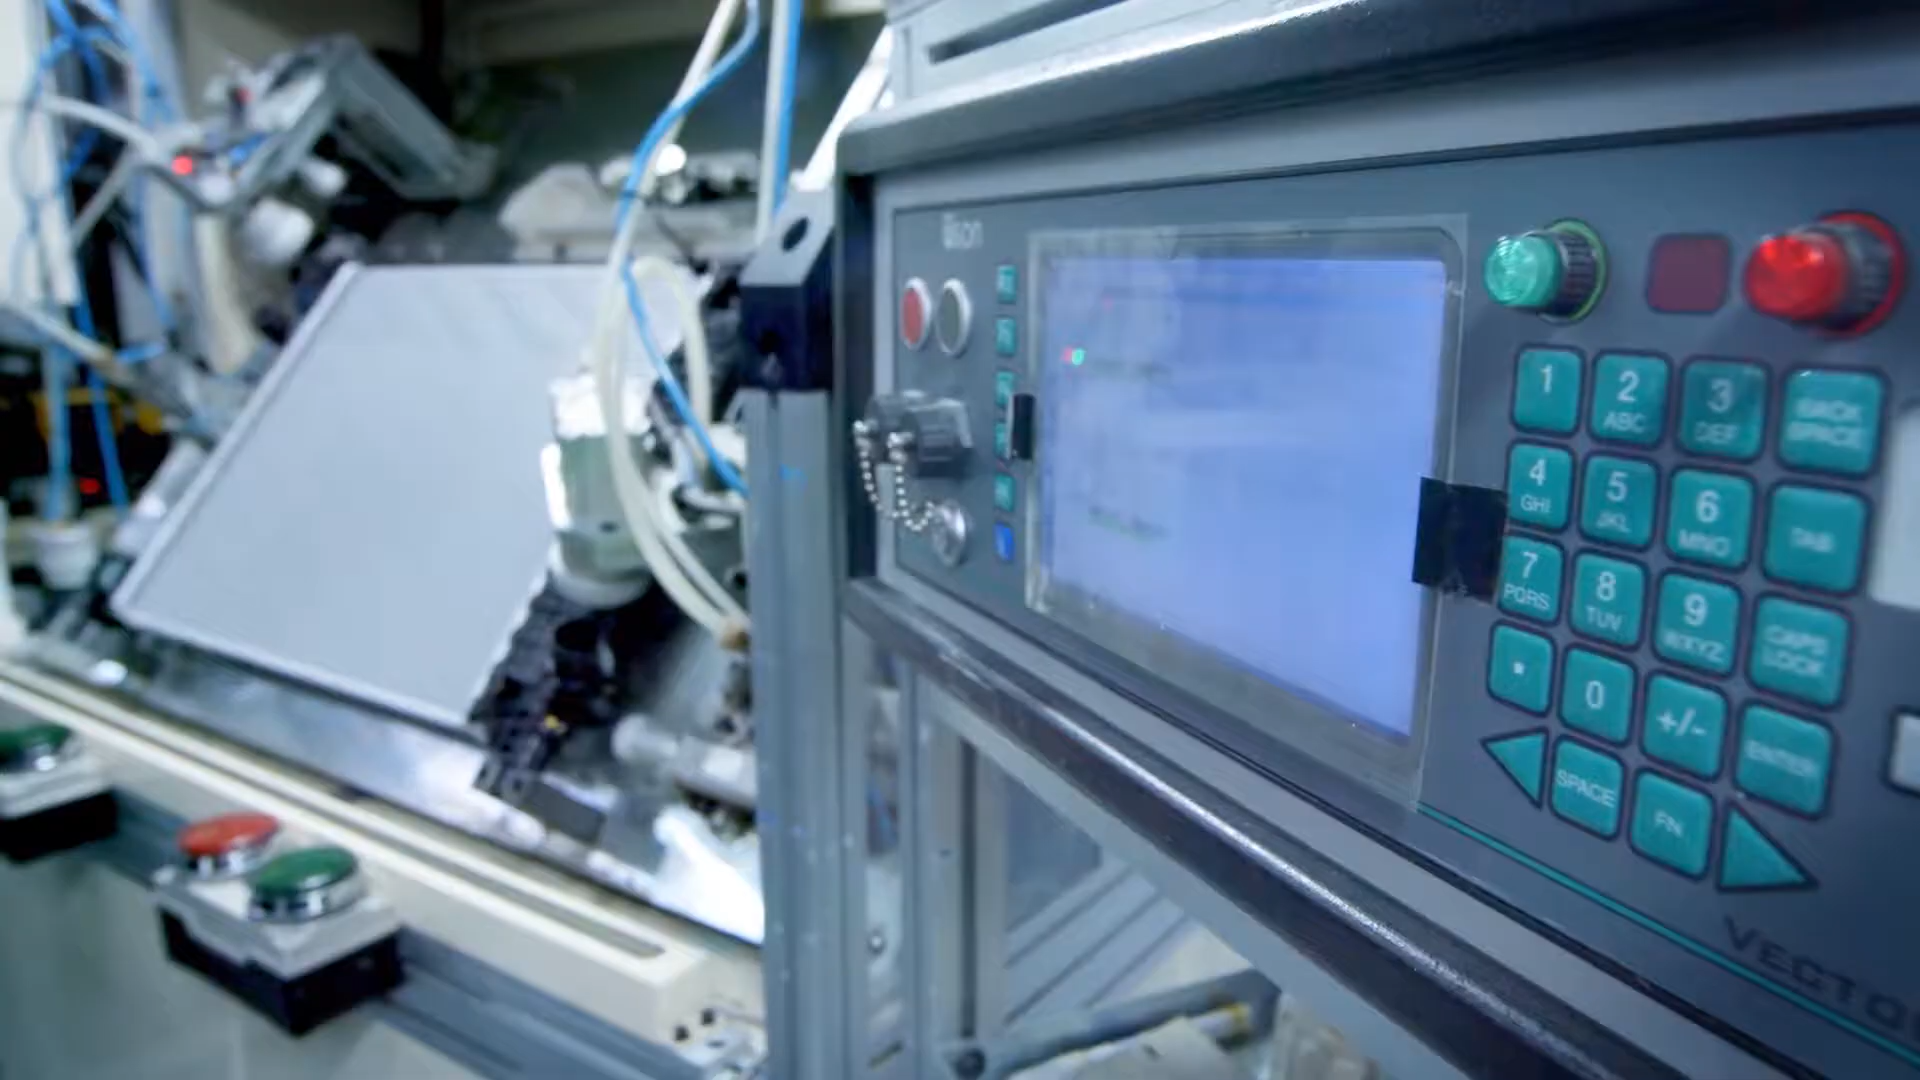 1
2
ABC
3
DEF
BACK
SPACE
4
GHI
5
JKL
6
MNO
TAB
7
PQRS
8
TUV
9
WXYZ
CAPS
LOCK
.
0
+/-
ENTER
SPACE
FN